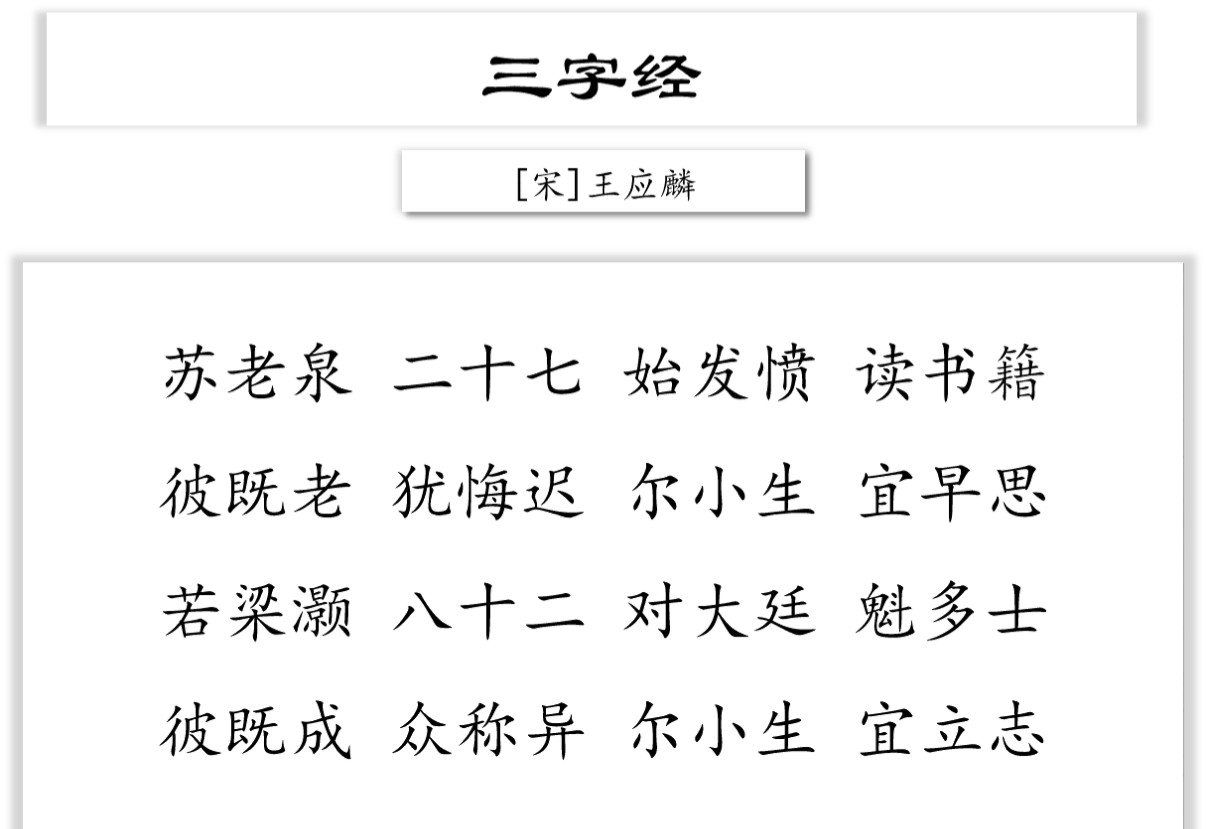 三字经
[宋]王应麟
苏老泉 二十七 始发愤 读书籍
彼既老 犹悔迟 尔小生 宜早思
若梁灏 八十二 对大廷 魁多士
彼既成 众称异 尔小生 宜立志